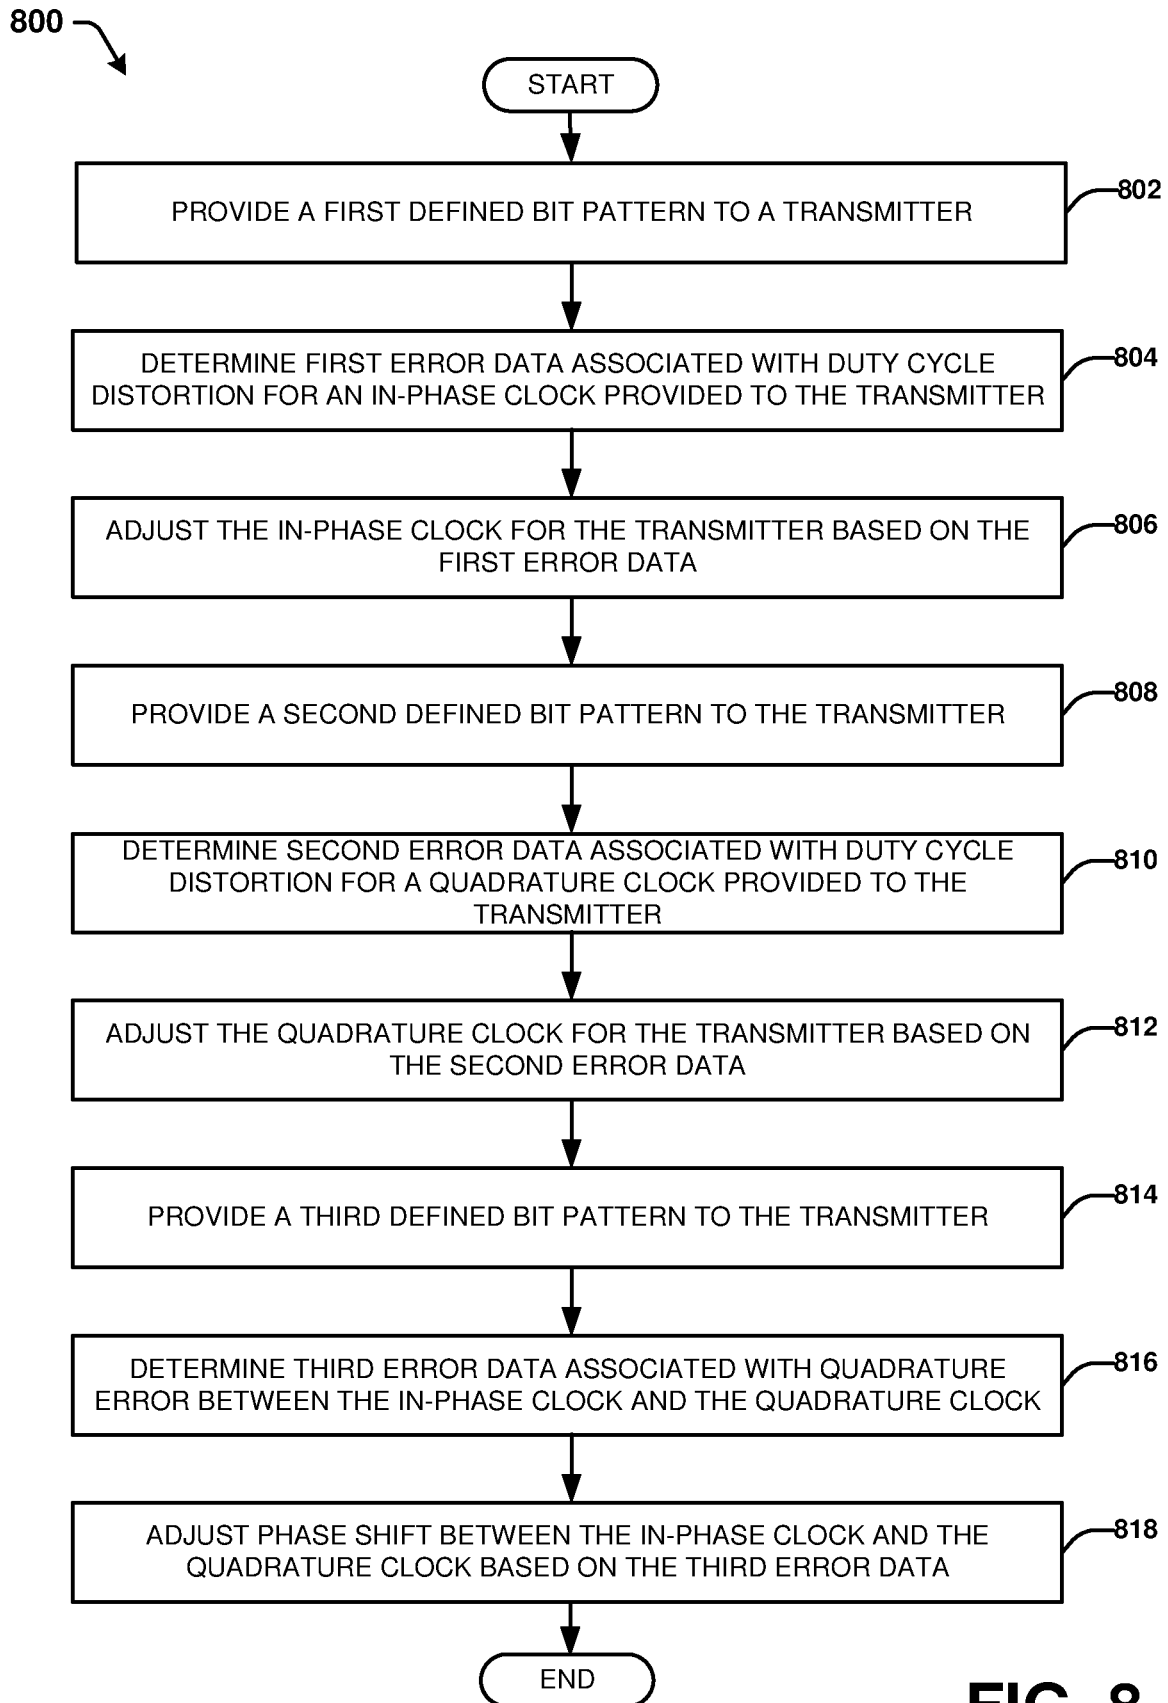 800
START
PROVIDE A FIRST DEFINED BIT PATTERN TO A TRANSMITTER
802
DETERMINE FIRST ERROR DATA ASSOCIATED WITH DUTY CYCLE
DISTORTION FOR AN IN-PHASE CLOCK PROVIDED TO THE TRANSMITTER
804
ADJUST THE IN-PHASE CLOCK FOR THE TRANSMITTER BASED ON THE
FIRST ERROR DATA
806
PROVIDE A SECOND DEFINED BIT PATTERN TO THE TRANSMITTER
808
DETERMINE SECOND ERROR DATA ASSOCIATED WITH DUTY CYCLE
DISTORTION FOR A QUADRATURE CLOCK PROVIDED TO THE
TRANSMITTER
810
ADJUST THE QUADRATURE CLOCK FOR THE TRANSMITTER BASED ON
THE SECOND ERROR DATA
812
PROVIDE A THIRD DEFINED BIT PATTERN TO THE TRANSMITTER
814
DETERMINE THIRD ERROR DATA ASSOCIATED WITH QUADRATURE
ERROR BETWEEN THE IN-PHASE CLOCK AND THE QUADRATURE CLOCK
816
ADJUST PHASE SHIFT BETWEEN THE IN-PHASE CLOCK AND THE
QUADRATURE CLOCK BASED ON THE THIRD ERROR DATA
818
END
FIG. 8